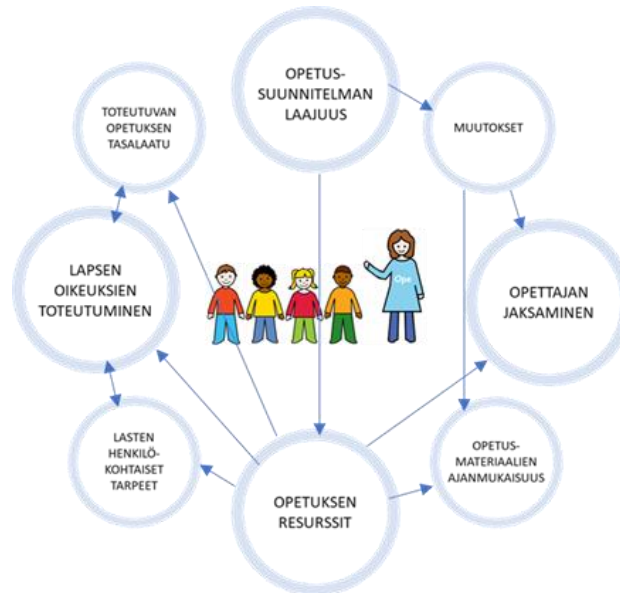 OPETUS-
SUUNNITELMAN
LAAJUUS
TOTEUTUVAN
OPETUKSEN
TASALAATU
MUUTOKSET
LAPSEN
OIKEUKSIEN
TOTEUTUMINEN
Ope
OPETTAJAN
JAKSAMINEN
LASTEN
HENKILÖ-
KOHTAISET
TARPEET
OPETUKSEN
RESURSSIT
OPETUS-
MATERIAALIEN
AJANMUKAISUUS